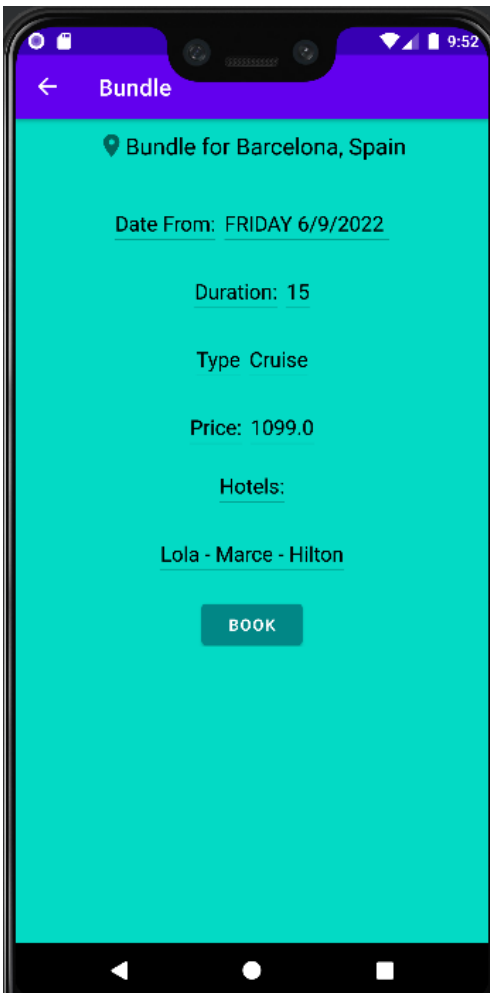 9:52
Bundle
Bundle for Barcelona, Spain
Date From: FRIDAY 6/9/2022
Duration: 15
Type Cruise
Price: 1099.0
Hotels:
Lola - Marce - Hilton
BOOK